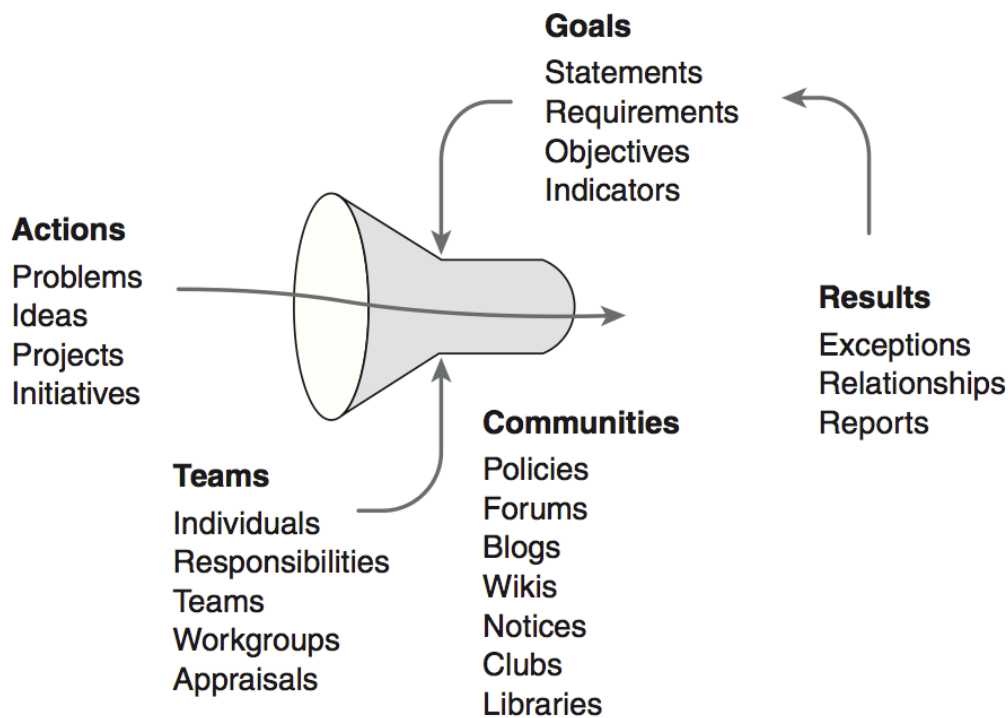 Goals
Statements
Requirements
Objectives
Indicators
Actions
Problems
Ideas
Projects
Initiatives
Results
Exceptions
Relationships
Reports
Teams
Individuals
Responsibilities
Teams
Workgroups
Appraisals
Communities
Policies
Forums
Blogs
Wikis
Notices
Clubs
Libraries